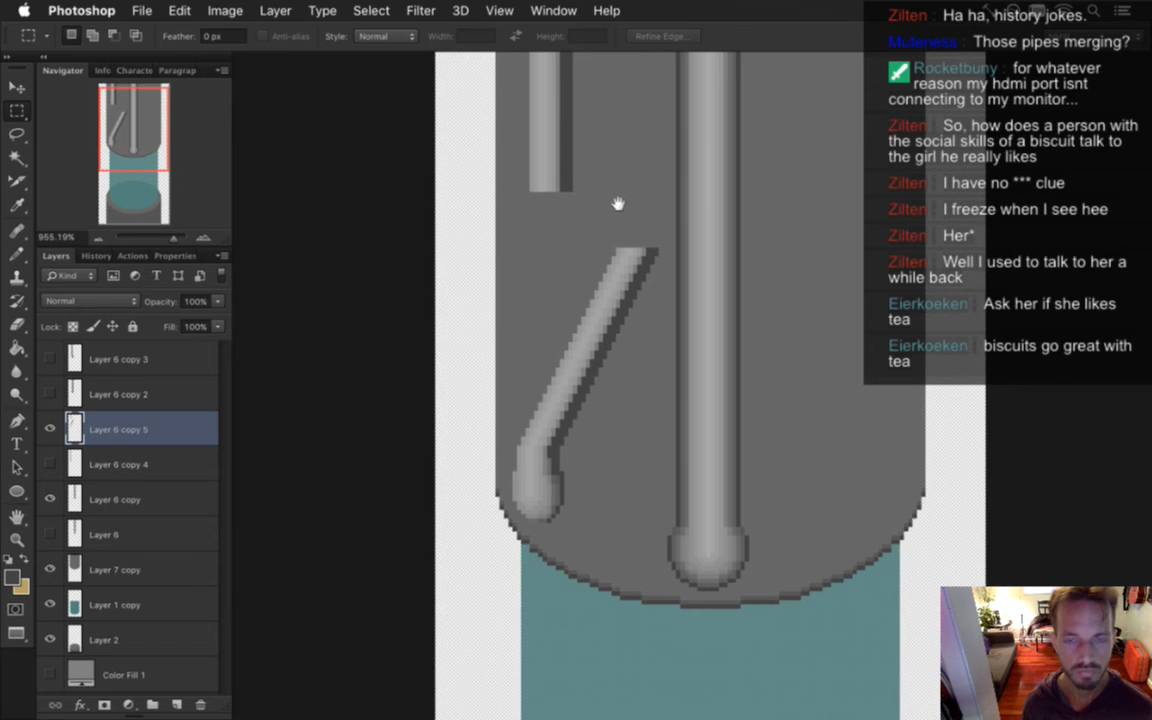 Photoshop File Edit Image Layer Type Select Filter 3D View Window Help
Feather: 0 px Anti-alias Style: Normal Width: Height: Refine Edge...
Navigator Info Characte Paragrap
955.19%
Layers History Actions Properties
Kind
Normal Opacity: 100%
Lock: Fill: 100%
Layer 6 copy 3
Layer 6 copy 2
Layer 6 copy 5
Layer 6 copy 4
Layer 6 copy
Layer 6
Layer 7 copy
Layer 1 copy
Layer 2
Color Fill 1
Zilten : Ha ha, history jokes.
Muteness : Those pipes merging?
Rocketbuny : for whatever
reason my hdmi port isnt
connecting to my monitor...
Zilten : So, how does a person with
the social skills of a biscuit talk to
the girl he really likes
Zilten : I have no *** clue
Zilten : I freeze when I see hee
Zilten : Her*
Zilten : Well I used to talk to her a
while back
Eierkoeken : Ask her if she likes
tea
Eierkoeken : biscuits go great with
tea